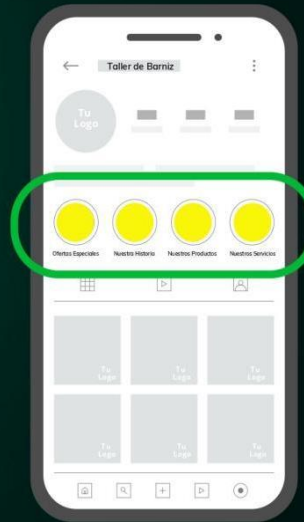 Taller de Barniz
Tu
Logo
Ofertas Especiales
Nuestra Historia
Nuestros Productos
Nuestros Servicios
Tu
Logo
Tu
Logo
Tu
Logo
Tu
Logo
Tu
Logo
Tu
Logo